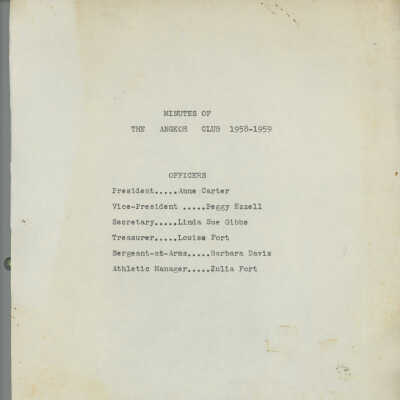 MINUTES OF
THE ANGKOR CLUB 1958-1959
OFFICERS
President.....Anne Carter
Vice-President .....Peggy Ezzell
Secretary.....Linda Sue Gibbs
Treasurer.....Louise Fort
Sergeant-at-Arms.....Barbara Davis
Athletic Manager.....Zulia Fort